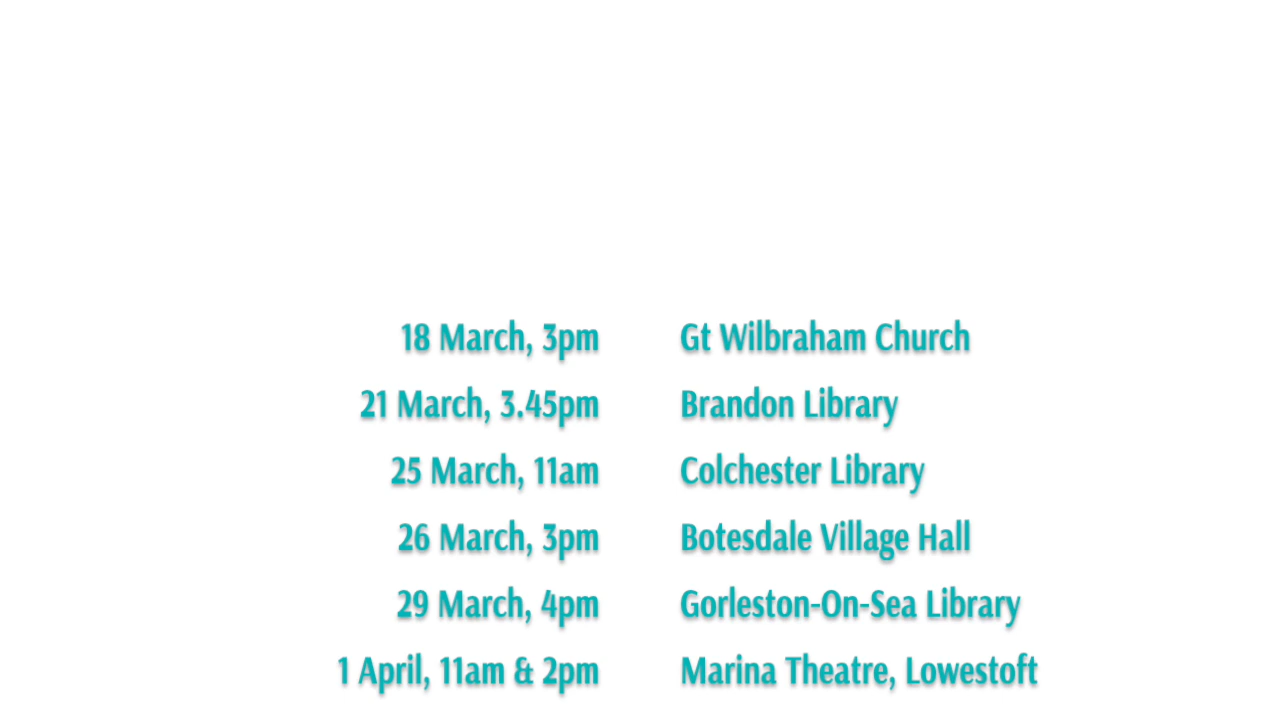 18 March, 3pm Gt Wilbraham Church
21 March, 3.45pm Brandon Library
25 March, 11am Colchester Library
26 March, 3pm Botesdale Village Hall
29 March, 4pm Gorleston-On-Sea Library
1 April, 11am & 2pm Marina Theatre, Lowestoft